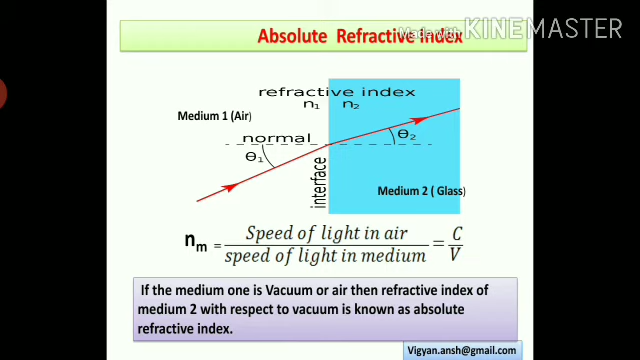 Absolute Refractive Index
Made with KINEMASTER
refractive index
n₁ n₂
Medium 1 (Air)
normal
θ₂
θ₁
interface
Medium 2 ( Glass)
nₘ = Speed of light in air / speed of light in medium = C / V
If the medium one is Vacuum or air then refractive index of
medium 2 with respect to vacuum is known as absolute
refractive index.
Vigyan.ansh@gmail.com